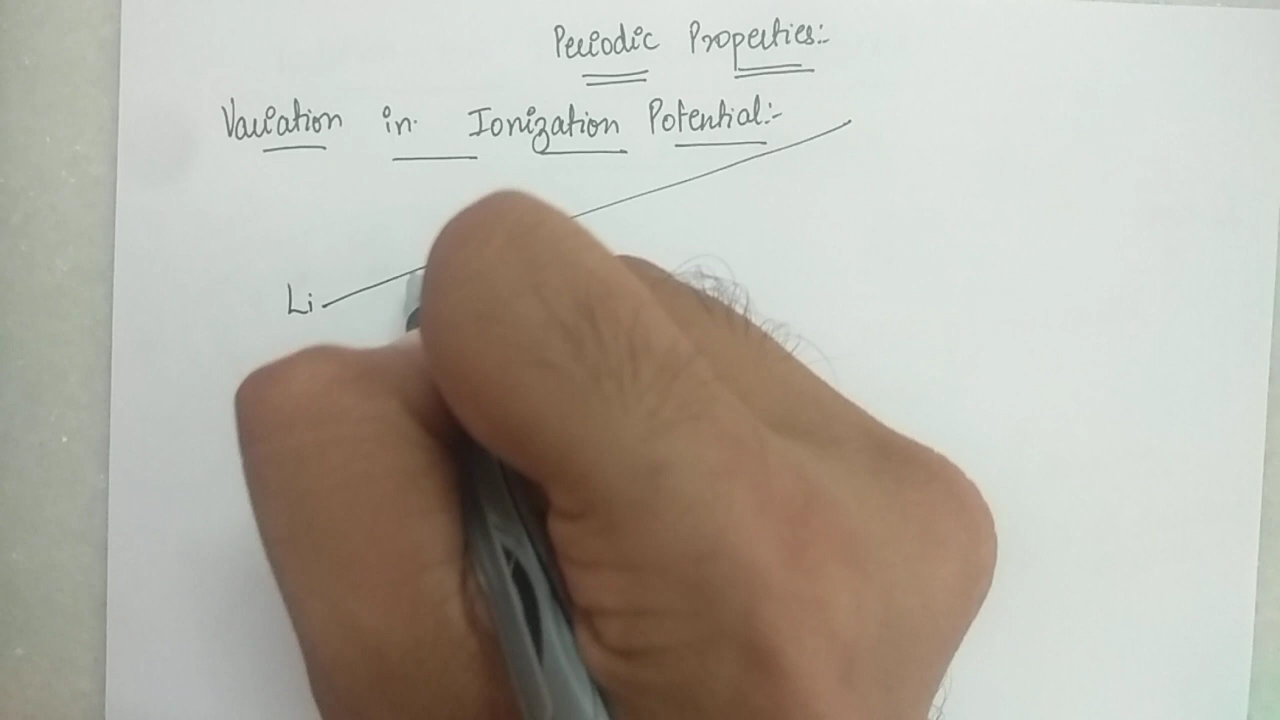 Periodic Properties:-
Variation in Ionization Potential:-
Li